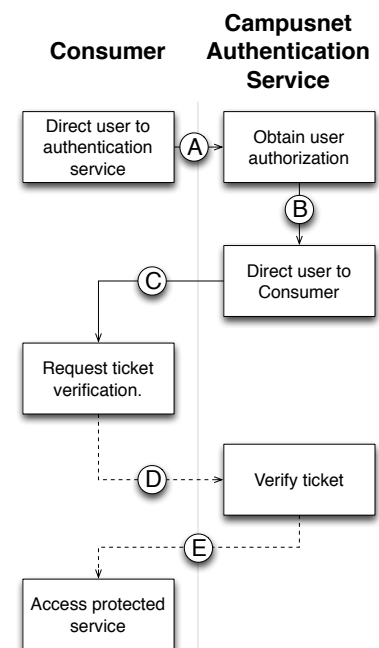 Consumer
Campusnet
Authentication
Service
Direct user to
authentication
service
A
Obtain user
authorization
B
Direct user to
Consumer
C
Request ticket
verification.
D
Verify ticket
E
Access protected
service